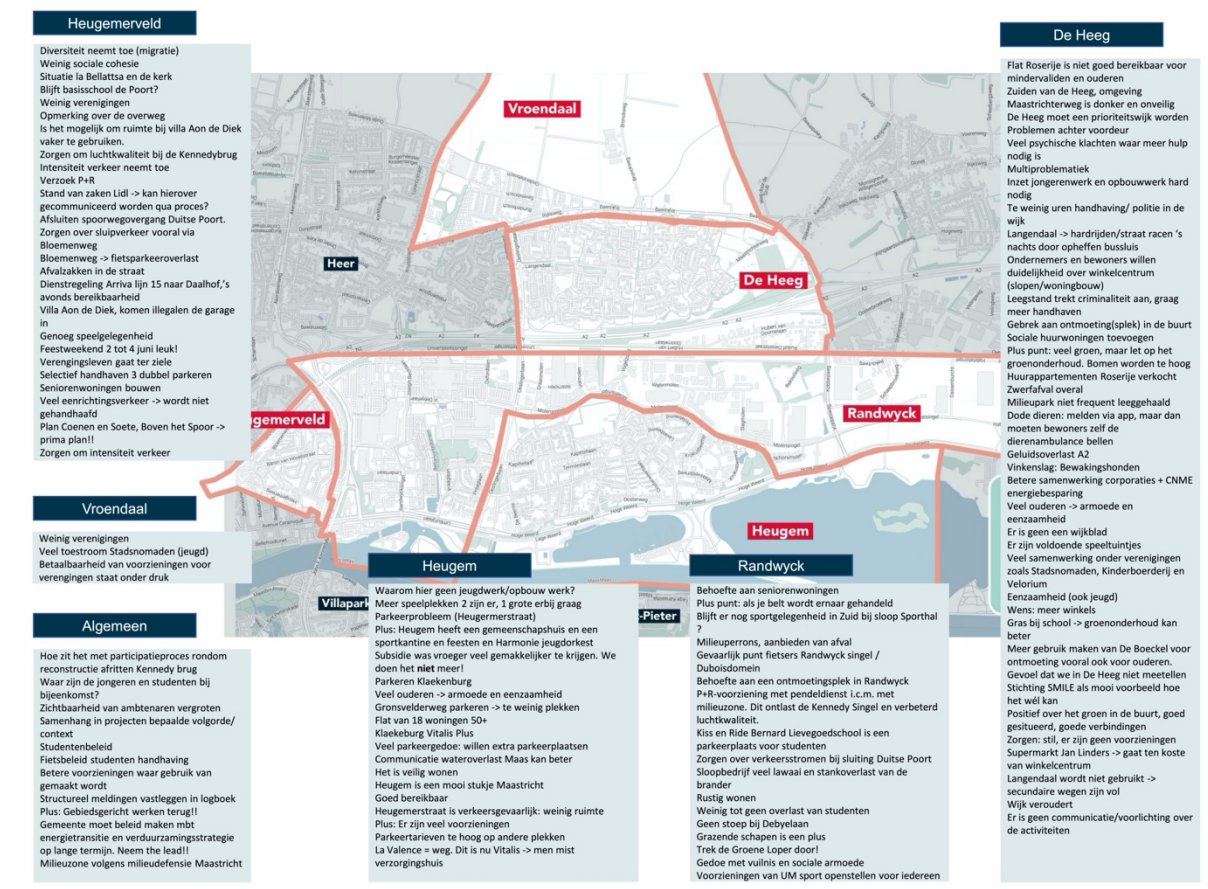 Heugemerveld
Diversiteit neemt toe (migratie)
Weinig sociale cohesie
Situatie la Bellattsa en de kerk
Blijft basisschool de Poort?
Weinig verenigingen
Opmerking over de overweg
Is het mogelijk om ruimte bij villa Aon de Diek
vaker te gebruiken.
Zorgen om luchtkwaliteit bij de Kennedybrug
Intensiteit verkeer neemt toe
Verzoek P+R
Stand van zaken Lidl -> kan hierover
gecommuniceerd worden qua proces?
Afsluiten spoorwegovergang Duitse Poort.
Zorgen over sluipverkeer vooral via
Bloemenweg
Bloemenweg -> fietsparkeeroverlast
Afvalzakken in de straat
Dienstregeling Arriva lijn 15 naar Daalhof,'s
avonds bereikbaarheid
Villa Aon de Diek, komen illegalen de garage
in
Genoeg speelgelegenheid
Feestweekend 2 tot 4 juni leuk!
Verengingsleven gaat ter ziele
Selectief handhaven 3 dubbel parkeren
Seniorenwoningen bouwen
Veel eenrichtingsverkeer -> wordt niet
gehandhaafd
Plan Coenen en Soete, Boven het Spoor ->
prima plan!!
Zorgen om intensiteit verkeer
Vroendaal
Weinig verenigingen
Veel toestroom Stadsnomaden (jeugd)
Betaalbaarheid van voorzieningen voor
verengingen staat onder druk
Algemeen
Hoe zit het met participatieproces rondom
reconstructie afritten Kennedy brug
Waar zijn de jongeren en studenten bij
bijeenkomst?
Zichtbaarheid van ambtenaren vergroten
Samenhang in projecten bepaalde volgorde/
context
Studentenbeleid
Fietsbeleid studenten handhaving
Betere voorzieningen waar gebruik van
gemaakt wordt
Structureel meldingen vastleggen in logboek
Plus: Gebiedsgericht werken terug!!
Gemeente moet beleid maken mbt
energietransitie en verduurzamingsstrategie
op lange termijn. Neem the lead!!
Milieuzone volgens milieudefensie Maastricht
Vroendaal
Heer
De Heeg
gemerveld
Randwyck
Heugem
Villapark
-Pieter
Heugem
Waarom hier geen jeugdwerk/opbouw werk?
Meer speelplekken 2 zijn er, 1 grote erbij graag
Parkeerprobleem (Heugermerstraat)
Plus: Heugem heeft een gemeenschapshuis en een
sportkantine en feesten en Harmonie jeugdorkest
Subsidie was vroeger veel gemakkelijker te krijgen. We
doen het niet meer!
Parkeren Klaekenburg
Veel ouderen -> armoede en eenzaamheid
Gronsvelderweg parkeren -> te weinig plekken
Flat van 18 woningen 50+
Klaekeburg Vitalis Plus
Veel parkeergedoe: willen extra parkeerplaatsen
Communicatie wateroverlast Maas kan beter
Het is veilig wonen
Heugem is een mooi stukje Maastricht
Goed bereikbaar
Heugemerstraat is verkeersgevaarlijk: weinig ruimte
Plus: Er zijn veel voorzieningen
Parkeertarieven te hoog op andere plekken
La Valence = weg. Dit is nu Vitalis -> men mist
verzorgingshuis
Randwyck
Behoefte aan seniorenwoningen
Plus punt: als je belt wordt ernaar gehandeld
Blijft er nog sportgelegenheid in Zuid bij sloop Sporthal
?
Milieuperrons, aanbieden van afval
Gevaarlijk punt fietsers Randwyck singel /
Duboisdomein
Behoefte aan een ontmoetingsplek in Randwyck
P+R-voorziening met pendeldienst i.c.m. met
milieuzone. Dit ontlast de Kennedy Singel en verbeterd
luchtkwaliteit.
Kiss en Ride Bernard Lievegoedschool is een
parkeerplaats voor studenten
Zorgen over verkeersstromen bij sluiting Duitse Poort
Sloopbedrijf veel lawaai en stankoverlast van de
brander
Rustig wonen
Weinig tot geen overlast van studenten
Geen stoep bij Debyelaan
Grazende schapen is een plus
Trek de Groene Loper door!
Gedoe met vuilnis en sociale armoede
Voorzieningen van UM sport openstellen voor iedereen
De Heeg
Flat Roserije is niet goed bereikbaar voor
mindervaliden en ouderen
Zuiden van de Heeg, omgeving
Maastrichterweg is donker en onveilig
De Heeg moet een prioriteitswijk worden
Problemen achter voordeur
Veel psychische klachten waar meer hulp
nodig is
Multiproblematiek
Inzet jongerenwerk en opbouwwerk hard
nodig
Te weinig uren handhaving/ politie in de
wijk
Langendaal -> hardrijden/straat racen 's
nachts door opheffen bussluis
Ondernemers en bewoners willen
duidelijkheid over winkelcentrum
(slopen/woningbouw)
Leegstand trekt criminaliteit aan, graag
meer handhaven
Gebrek aan ontmoeting(splek) in de buurt
Sociale huurwoningen toevoegen
Plus punt: veel groen, maar let op het
groenonderhoud. Bomen worden te hoog
Huurappartementen Roserije verkocht
Zwerfafval overal
Milieupark niet frequent leeggehaald
Dode dieren: melden via app, maar dan
moeten bewoners zelf de
dierenambulance bellen
Geluidsoverlast A2
Vinkenslag: Bewakingshonden
Betere samenwerking corporaties + CNME
energiebesparing
Veel ouderen -> armoede en
eenzaamheid
Er is geen een wijkblad
Er zijn voldoende speeltuintjes
Veel samenwerking onder verenigingen
zoals Stadsnomaden, Kinderboerderij en
Velorium
Eenzaamheid (ook jeugd)
Wens: meer winkels
Gras bij school -> groenonderhoud kan
beter
Meer gebruik maken van De Boeckel voor
ontmoeting vooral ook voor ouderen.
Gevoel dat we in De Heeg niet meetellen
Stichting SMILE als mooi voorbeeld hoe
het wél kan
Positief over het groen in de buurt, goed
gesitueerd, goede verbindingen
Zorgen: stil, er zijn geen voorzieningen
Supermarkt Jan Linders -> gaat ten koste
van winkelcentrum
Langendaal wordt niet gebruikt ->
secundaire wegen zijn vol
Wijk veroudert
Er is geen communicatie/voorlichting over
de activiteiten